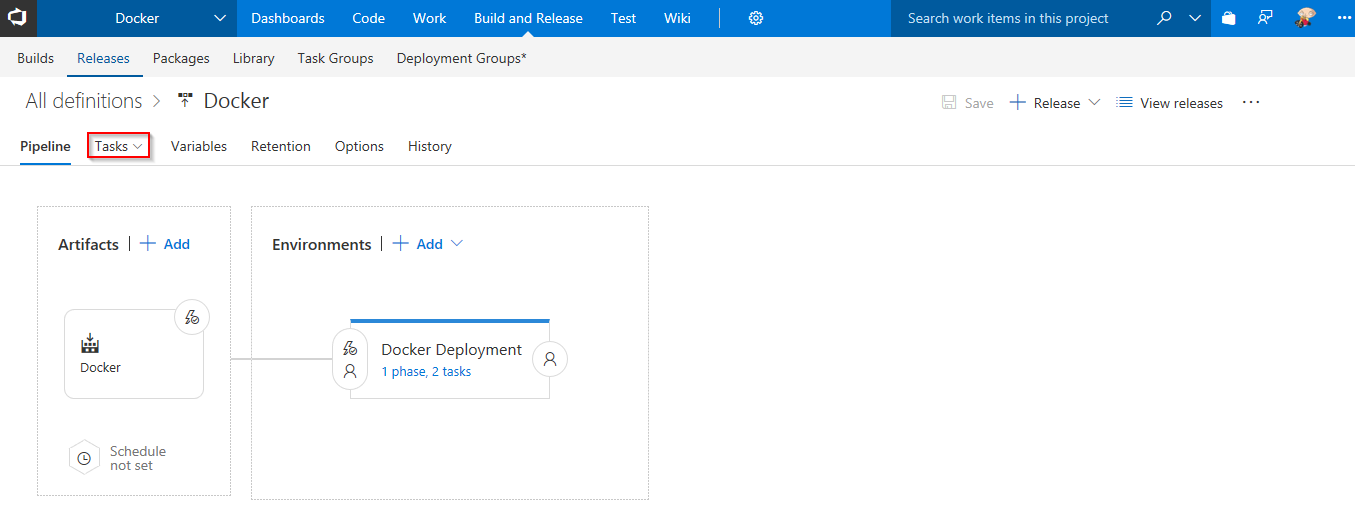 Docker Dashboards Code Work Build and Release Test Wiki Search work items in this project
Builds Releases Packages Library Task Groups Deployment Groups*
All definitions > Docker Save + Release View releases ...
Pipeline Tasks Variables Retention Options History
Artifacts | + Add Environments | + Add
Docker Deployment
1 phase, 2 tasks
Docker
Schedule
not set